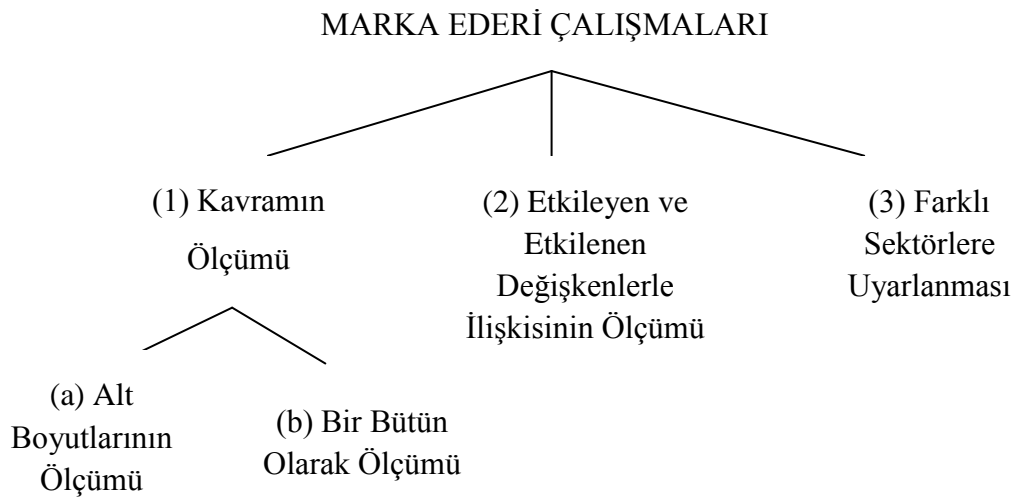 MARKA EDERİ ÇALIŞMALARI
(1) Kavramın
Ölçümü
(2) Etkileyen ve
Etkilenen
Değişkenlerle
İlişkisinin Ölçümü
(3) Farklı
Sektörlere
Uyarlanması
(a) Alt
Boyutlarının
Ölçümü
(b) Bir Bütün
Olarak Ölçümü